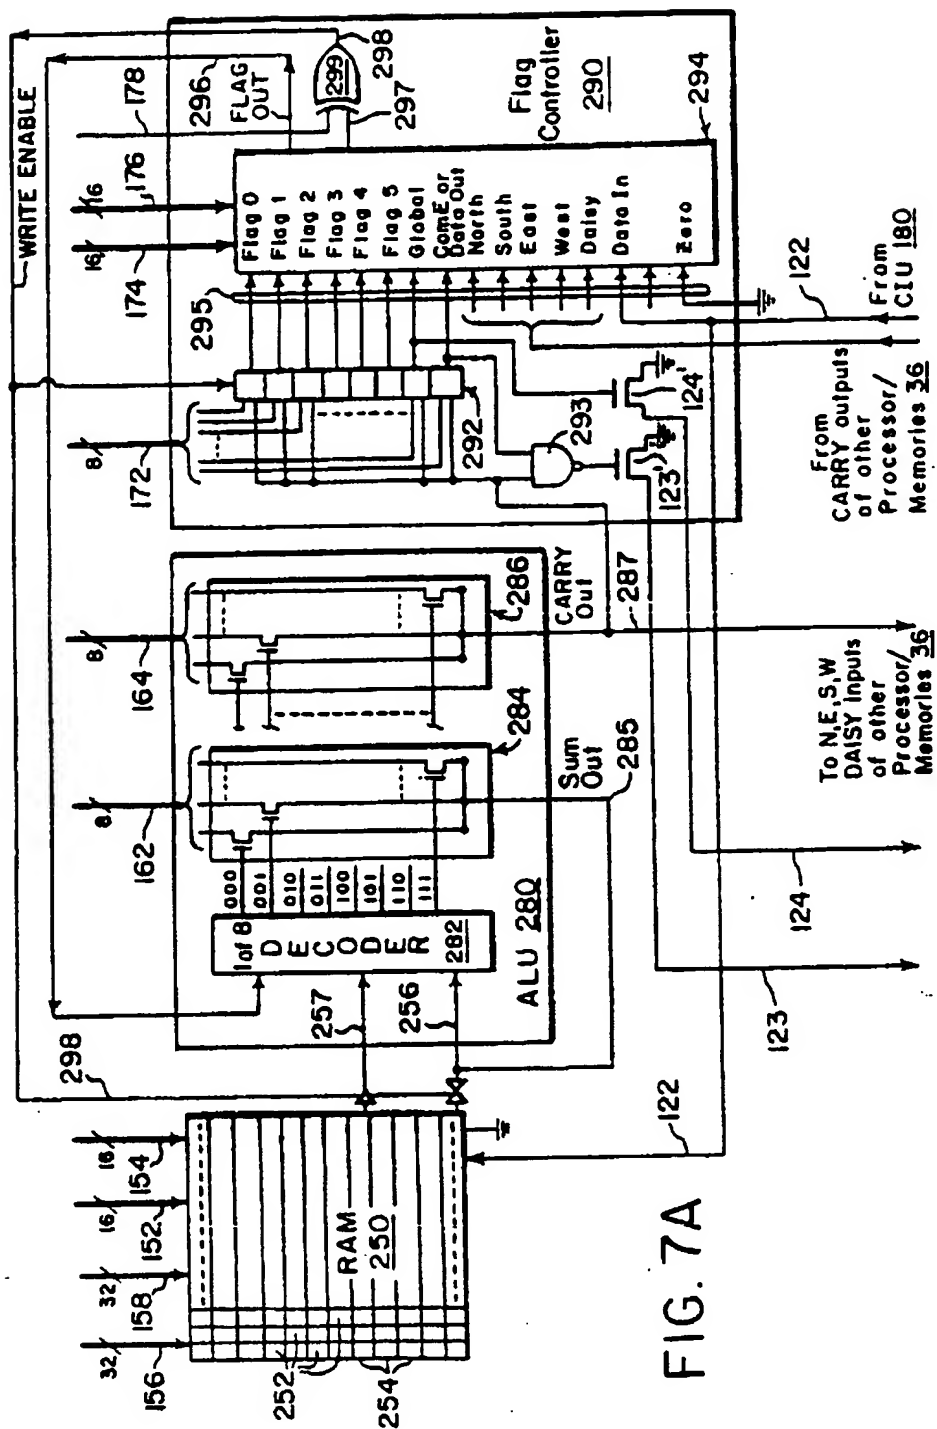 WRITE ENABLE
298
32
156
32
158
16
152
16
154
8
162
8
164
8
172
16
174
16
176
178
296
FLAG
OUT
299
298
297
RAM
250
252
254
122
1 of 8
DECODER
282
000
001
010
011
100
101
110
111
257
256
ALU 280
284
286
Sum
Out
285
CARRY
Out
287
295
292
293
123'
124'
Flag 0
Flag 1
Flag 2
Flag 3
Flag 4
Flag 5
Global
ComE or
Data Out
North
South
East
West
Daisy
Data In
Zero
294
Flag
Controller
290
122
From
CIU 180
From
CARRY outputs
of other
Processor/
Memories 36
To N,E,S,W
DAISY Inputs
of other
Processor/
Memories 36
124
123
FIG. 7A